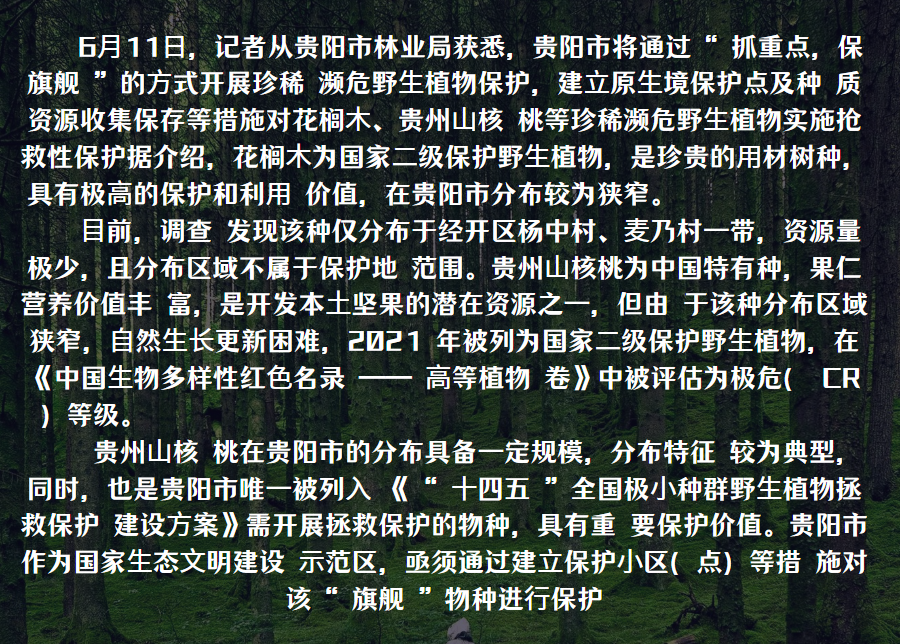 6月11日，记者从贵阳市林业局获悉，贵阳市将通过“ 抓重点，保
旗舰 ”的方式开展珍稀 濒危野生植物保护，建立原生境保护点及种 质
资源收集保存等措施对花榈木、贵州山核 桃等珍稀濒危野生植物实施抢
救性保护据介绍，花榈木为国家二级保护野生植物，是珍贵的用材树种，
具有极高的保护和利用 价值，在贵阳市分布较为狭窄。
目前，调查 发现该种仅分布于经开区杨中村、麦乃村一带，资源量
极少，且分布区域不属于保护地 范围。贵州山核桃为中国特有种，果仁
营养价值丰 富，是开发本土坚果的潜在资源之一，但由 于该种分布区域
狭窄，自然生长更新困难，2021 年被列为国家二级保护野生植物，在
《中国生物多样性红色名录 —— 高等植物 卷》中被评估为极危( CR
) 等级。
贵州山核 桃在贵阳市的分布具备一定规模，分布特征 较为典型，
同时，也是贵阳市唯一被列入 《“ 十四五 ”全国极小种群野生植物拯
救保护 建设方案》需开展拯救保护的物种，具有重 要保护价值。贵阳市
作为国家生态文明建设 示范区，亟须通过建立保护小区( 点) 等措 施对
该“ 旗舰 ”物种进行保护